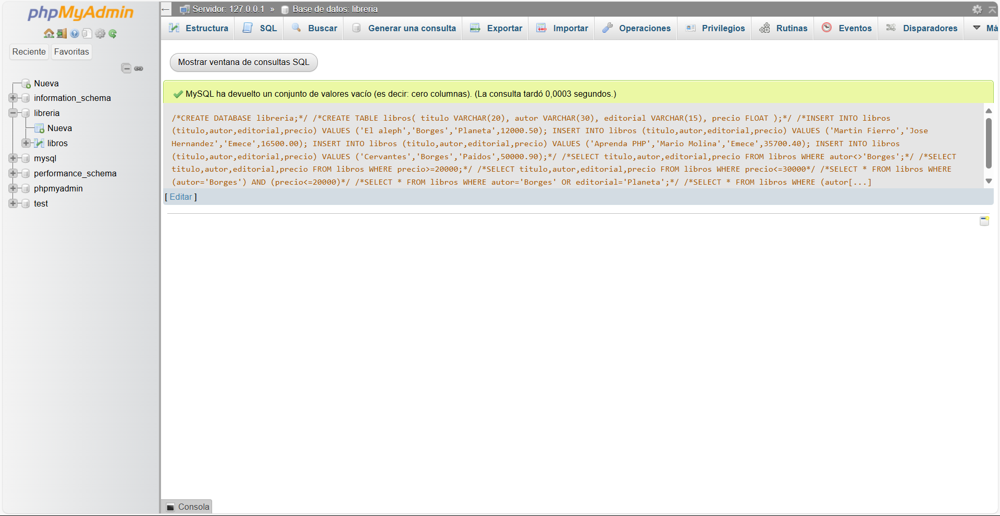 phpMyAdmin
Reciente Favoritas
Nueva
information_schema
libreria
Nueva
libros
mysql
performance_schema
phpmyadmin
test
← Servidor: 127.0.0.1 » Base de datos: libreria
Estructura SQL Buscar Generar una consulta Exportar Importar Operaciones Privilegios Rutinas Eventos Disparadores Má
Mostrar ventana de consultas SQL
MySQL ha devuelto un conjunto de valores vacío (es decir: cero columnas). (La consulta tardó 0,0003 segundos.)
/*CREATE DATABASE libreria;*/ /*CREATE TABLE libros( titulo VARCHAR(20), autor VARCHAR(30), editorial VARCHAR(15), precio FLOAT );*/ /*INSERT INTO libros
(titulo,autor,editorial,precio) VALUES ('El aleph','Borges','Planeta',12000.50); INSERT INTO libros (titulo,autor,editorial,precio) VALUES ('Martin Fierro','Jose
Hernandez','Emece',16500.00); INSERT INTO libros (titulo,autor,editorial,precio) VALUES ('Aprenda PHP','Mario Molina','Emece',35700.40); INSERT INTO libros
(titulo,autor,editorial,precio) VALUES ('Cervantes','Borges','Paidos',50000.90);*/ /*SELECT titulo,autor,editorial,precio FROM libros WHERE autor<>'Borges';*/ /*SELECT
titulo,autor,editorial,precio FROM libros WHERE precio>=20000;*/ /*SELECT titulo,autor,editorial,precio FROM libros WHERE precio<=30000*/ /*SELECT * FROM libros WHERE
(autor='Borges') AND (precio<=20000)*/ /*SELECT * FROM libros WHERE autor='Borges' OR editorial='Planeta';*/ /*SELECT * FROM libros WHERE (autor[...]
[ Editar ]
Consola